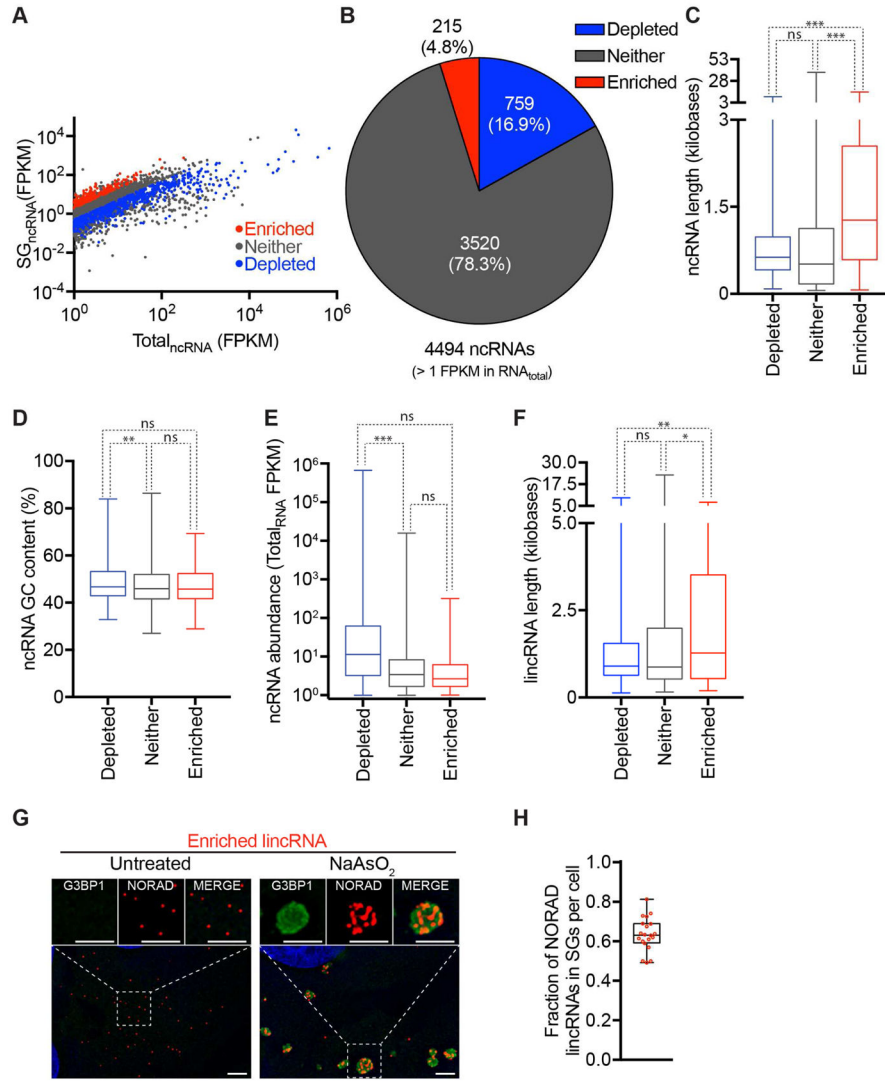 A
SG_ncRNA(FPKM)
10^4
10^2
10^0
10^-2
10^-4
Enriched
Neither
Depleted
10^0
10^2
10^4
10^6
Total_ncRNA (FPKM)
B
215
(4.8%)
759
(16.9%)
3520
(78.3%)
Depleted
Neither
Enriched
4494 ncRNAs
(> 1 FPKM in RNA_total)
C
ncRNA length (kilobases)
***
ns
***
53
28
3
3
1.5
0
Depleted
Neither
Enriched
D
ncRNA GC content (%)
ns
**
ns
100
80
60
40
20
0
Depleted
Neither
Enriched
E
ncRNA abundance (Total_RNA FPKM)
ns
***
ns
10^6
10^5
10^4
10^3
10^2
10^1
10^0
Depleted
Neither
Enriched
F
lincRNA length (kilobases)
**
ns
*
30.0
17.5
5.0
5.0
2.5
0
Depleted
Neither
Enriched
G
Enriched lincRNA
Untreated
NaAsO₂
G3BP1 NORAD MERGE
G3BP1 NORAD MERGE
H
Fraction of NORAD
lincRNAs in SGs per cell
1.0
0.8
0.6
0.4
0.2
0.0